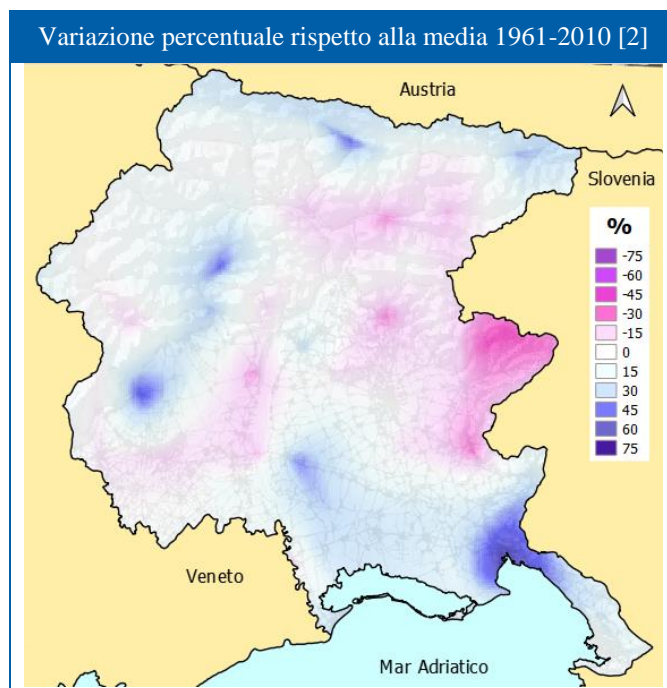 Variazione percentuale rispetto alla media 1961-2010 [2]
Austria
Slovenia
%
-75
-60
-45
-30
-15
0
15
30
45
60
75
Veneto
Mar Adriatico